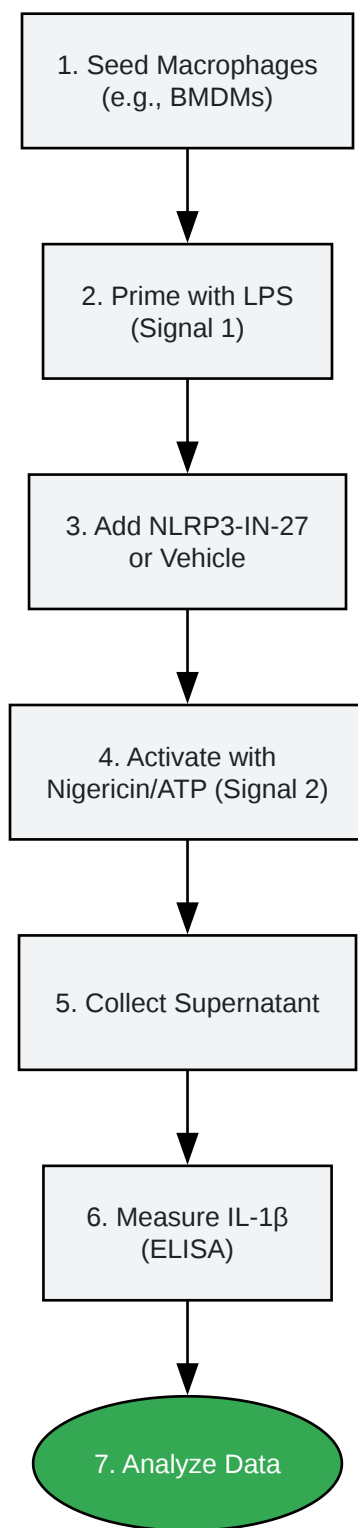 1. Seed Macrophages
(e.g., BMDMs)
2. Prime with LPS
(Signal 1)
3. Add NLRP3-IN-27
or Vehicle
4. Activate with
Nigericin/ATP (Signal 2)
5. Collect Supernatant
6. Measure IL-1β
(ELISA)
7. Analyze Data